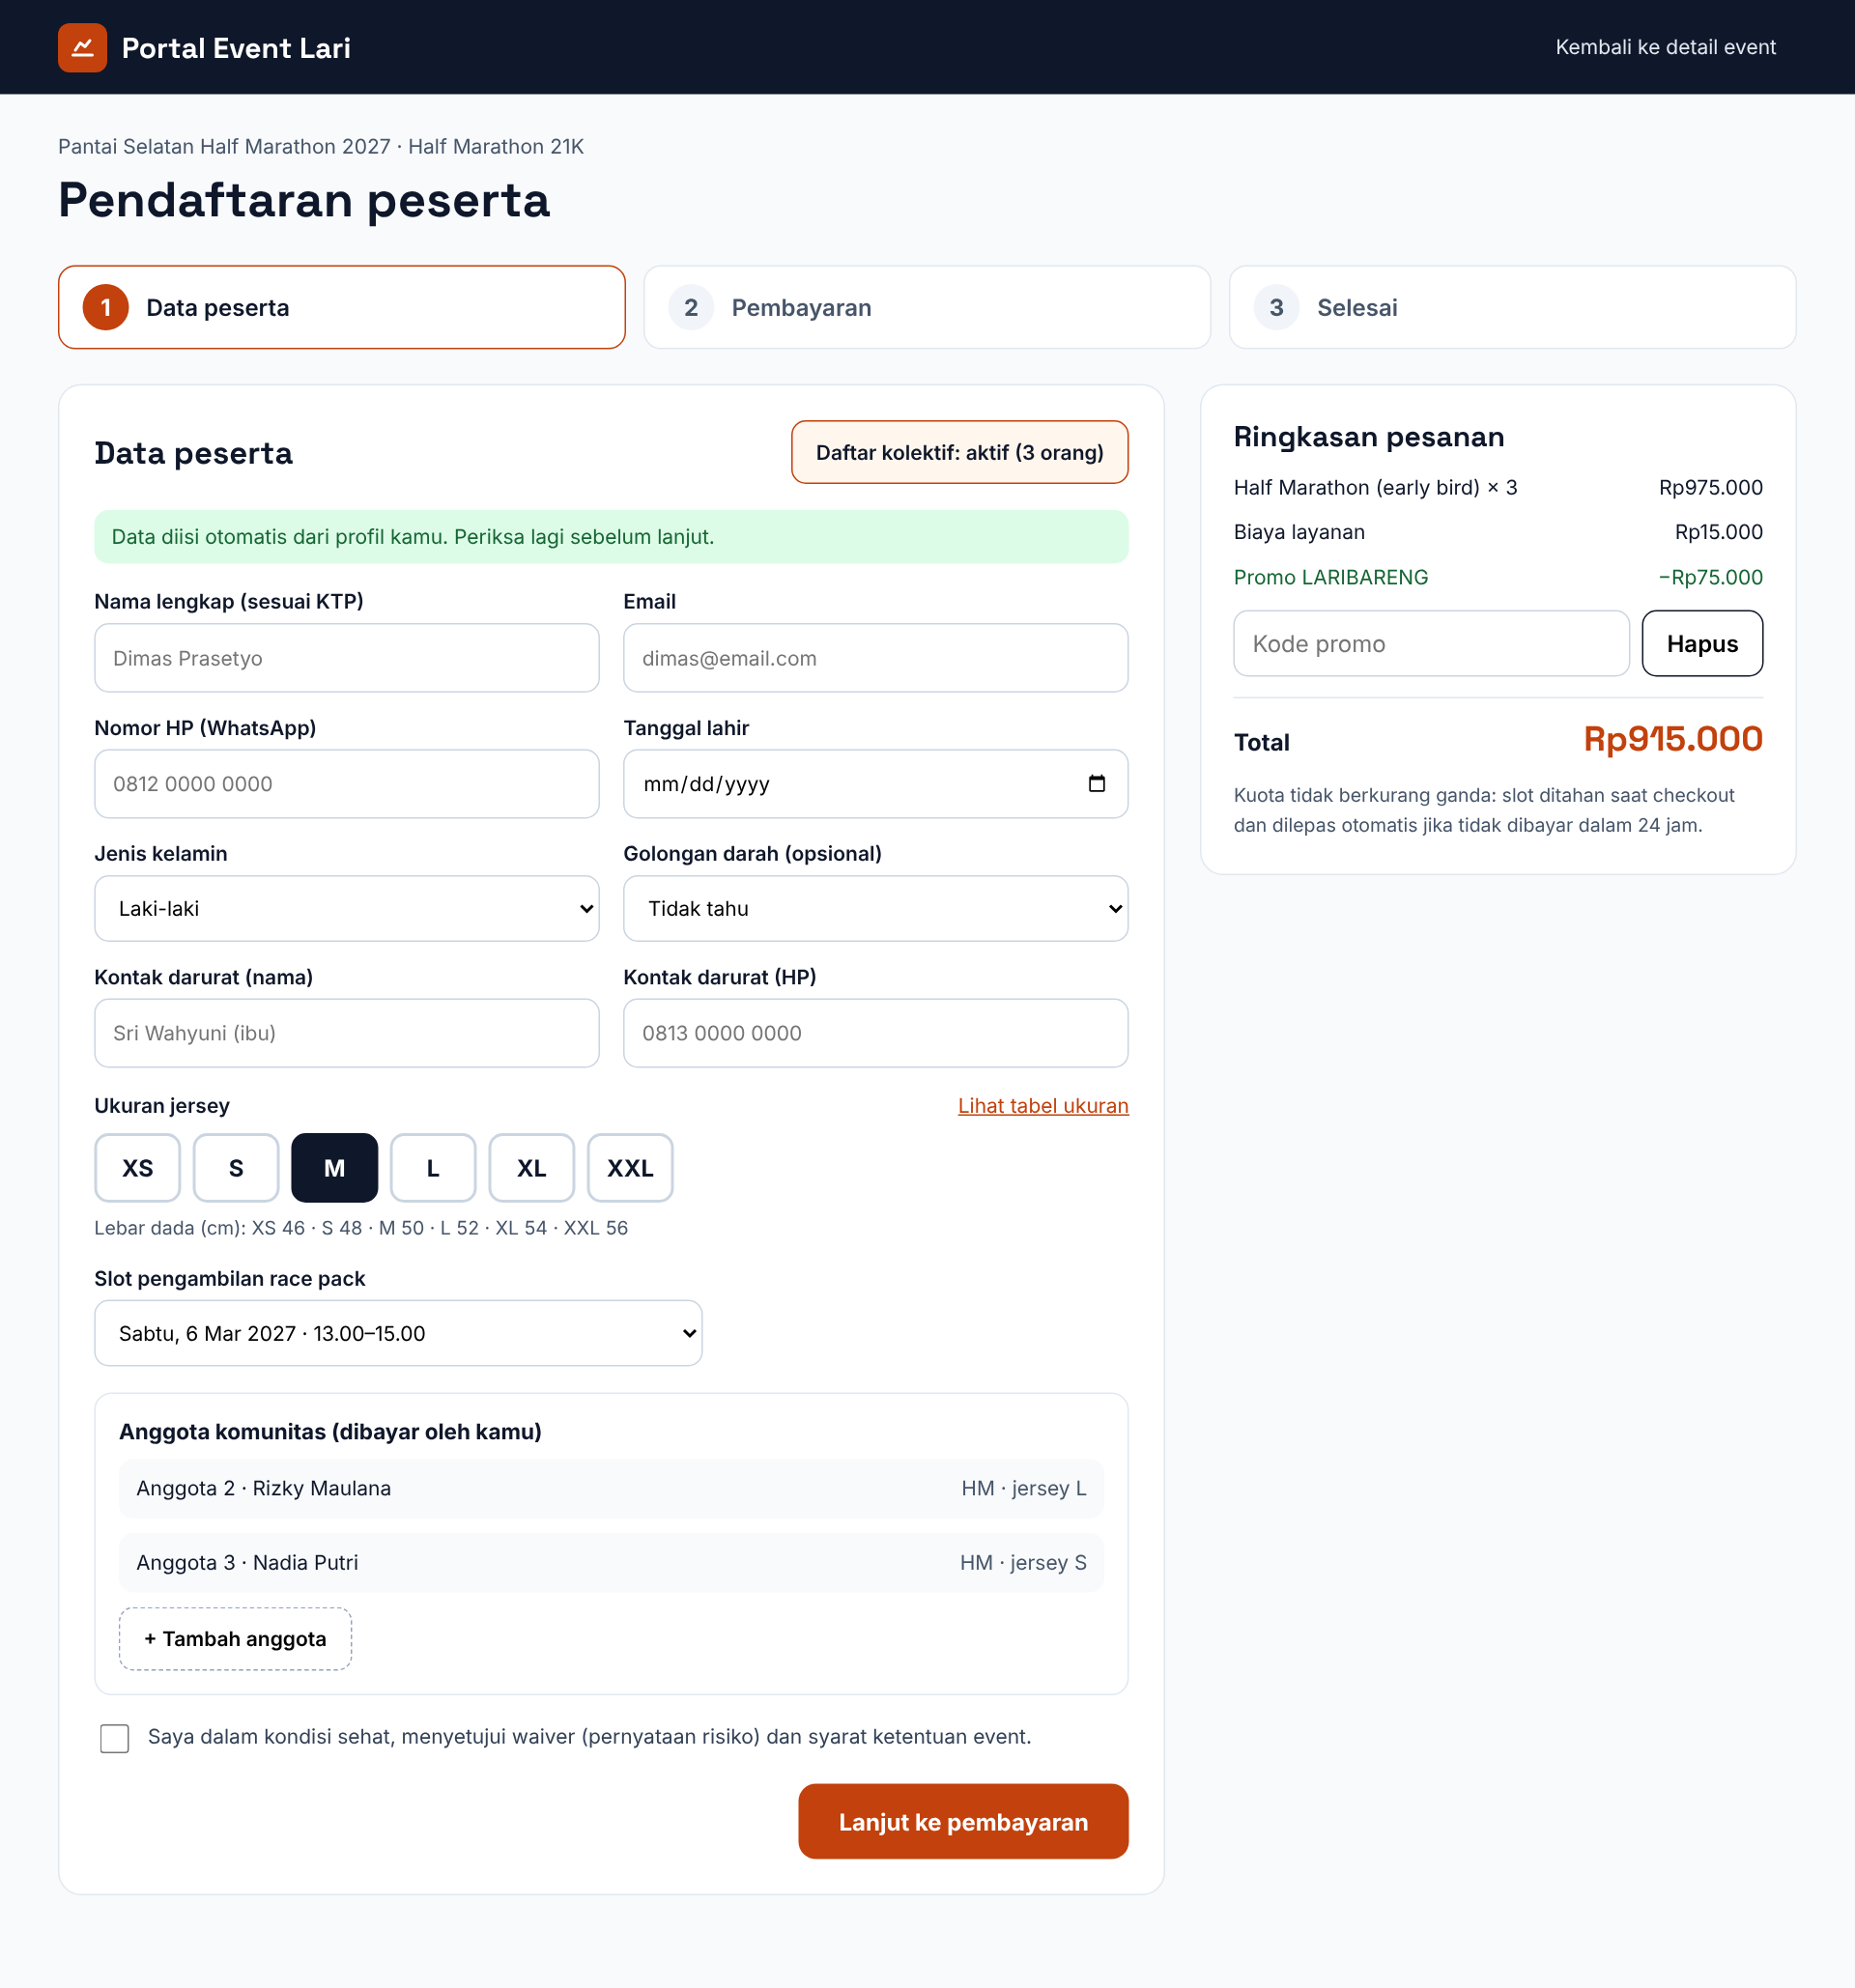 Portal Event Lari
Kembali ke detail event
Pantai Selatan Half Marathon 2027 · Half Marathon 21K
Pendaftaran peserta
1 Data peserta
2 Pembayaran
3 Selesai
Data peserta
Daftar kolektif: aktif (3 orang)
Data diisi otomatis dari profil kamu. Periksa lagi sebelum lanjut.
Nama lengkap (sesuai KTP)
Dimas Prasetyo
Email
dimas@email.com
Nomor HP (WhatsApp)
0812 0000 0000
Tanggal lahir
mm/dd/yyyy
Jenis kelamin
Laki-laki
Golongan darah (opsional)
Tidak tahu
Kontak darurat (nama)
Sri Wahyuni (ibu)
Kontak darurat (HP)
0813 0000 0000
Ukuran jersey
Lihat tabel ukuran
XS S M L XL XXL
Lebar dada (cm): XS 46 · S 48 · M 50 · L 52 · XL 54 · XXL 56
Slot pengambilan race pack
Sabtu, 6 Mar 2027 · 13.00–15.00
Anggota komunitas (dibayar oleh kamu)
Anggota 2 · Rizky Maulana HM · jersey L
Anggota 3 · Nadia Putri HM · jersey S
+ Tambah anggota
Saya dalam kondisi sehat, menyetujui waiver (pernyataan risiko) dan syarat ketentuan event.
Lanjut ke pembayaran
Ringkasan pesanan
Half Marathon (early bird) × 3 Rp975.000
Biaya layanan Rp15.000
Promo LARIBARENG −Rp75.000
Kode promo
Hapus
Total Rp915.000
Kuota tidak berkurang ganda: slot ditahan saat checkout
dan dilepas otomatis jika tidak dibayar dalam 24 jam.